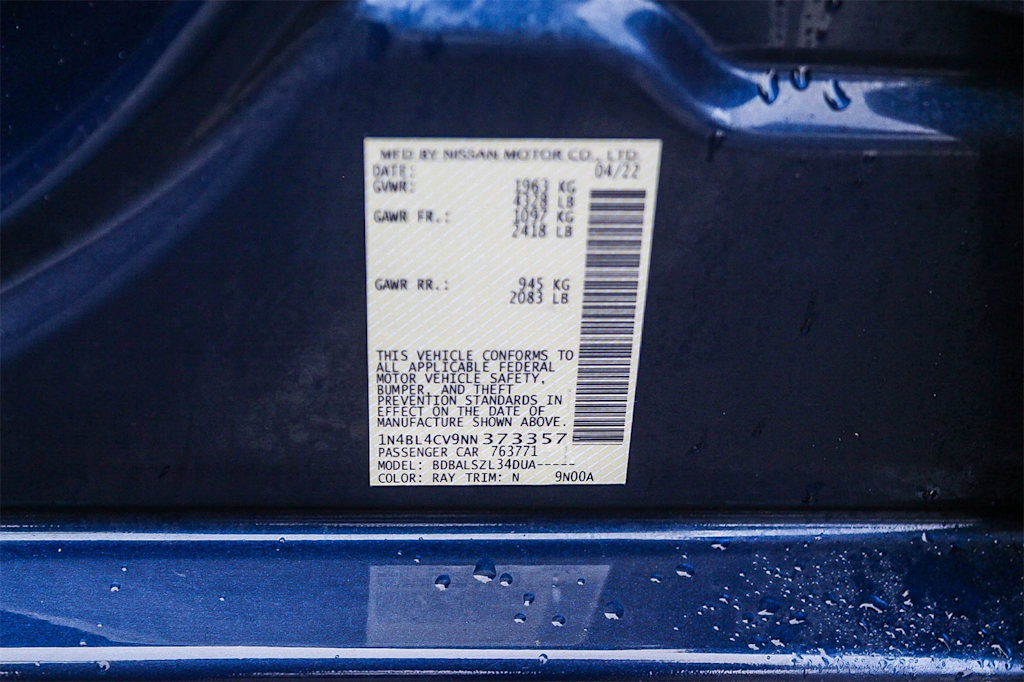 MFD BY NISSAN MOTOR CO., LTD.
DATE: 04/22
GVWR: 1963 KG
4328 LB
GAWR FR.: 1097 KG
2418 LB
GAWR RR.: 945 KG
2083 LB
THIS VEHICLE CONFORMS TO
ALL APPLICABLE FEDERAL
MOTOR VEHICLE SAFETY,
BUMPER, AND THEFT
PREVENTION STANDARDS IN
EFFECT ON THE DATE OF
MANUFACTURE SHOWN ABOVE.
1N4BL4CV9NN373357
PASSENGER CAR 763771
MODEL: BDBALSZL34DUA-----
COLOR: RAY TRIM: N 9N00A